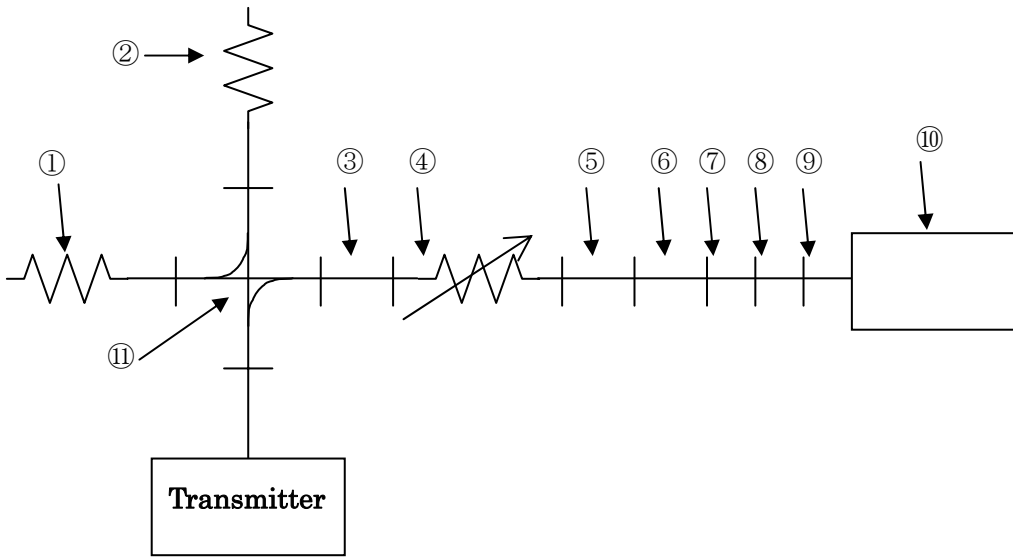 ②
① ③ ④ ⑤ ⑥ ⑦ ⑧ ⑨ ⑩
⑪
Transmitter